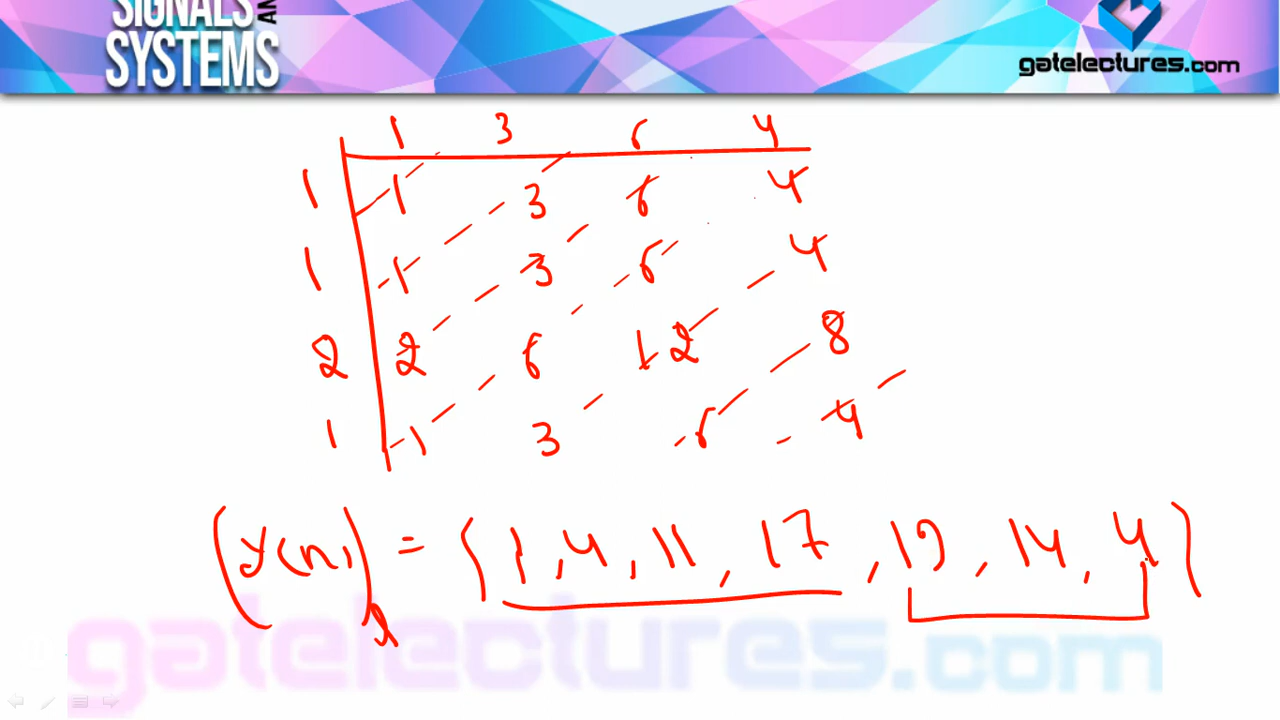 SIGNALS AND
SYSTEMS
gatelectures.com
1 3 6 4
1 1 3 6 4
1 1 3 6 4
2 2 6 12 8
1 1 3 6 4
(y(n))l = {1, 4, 11, 17, 19, 14, 4}
gatelectures.com